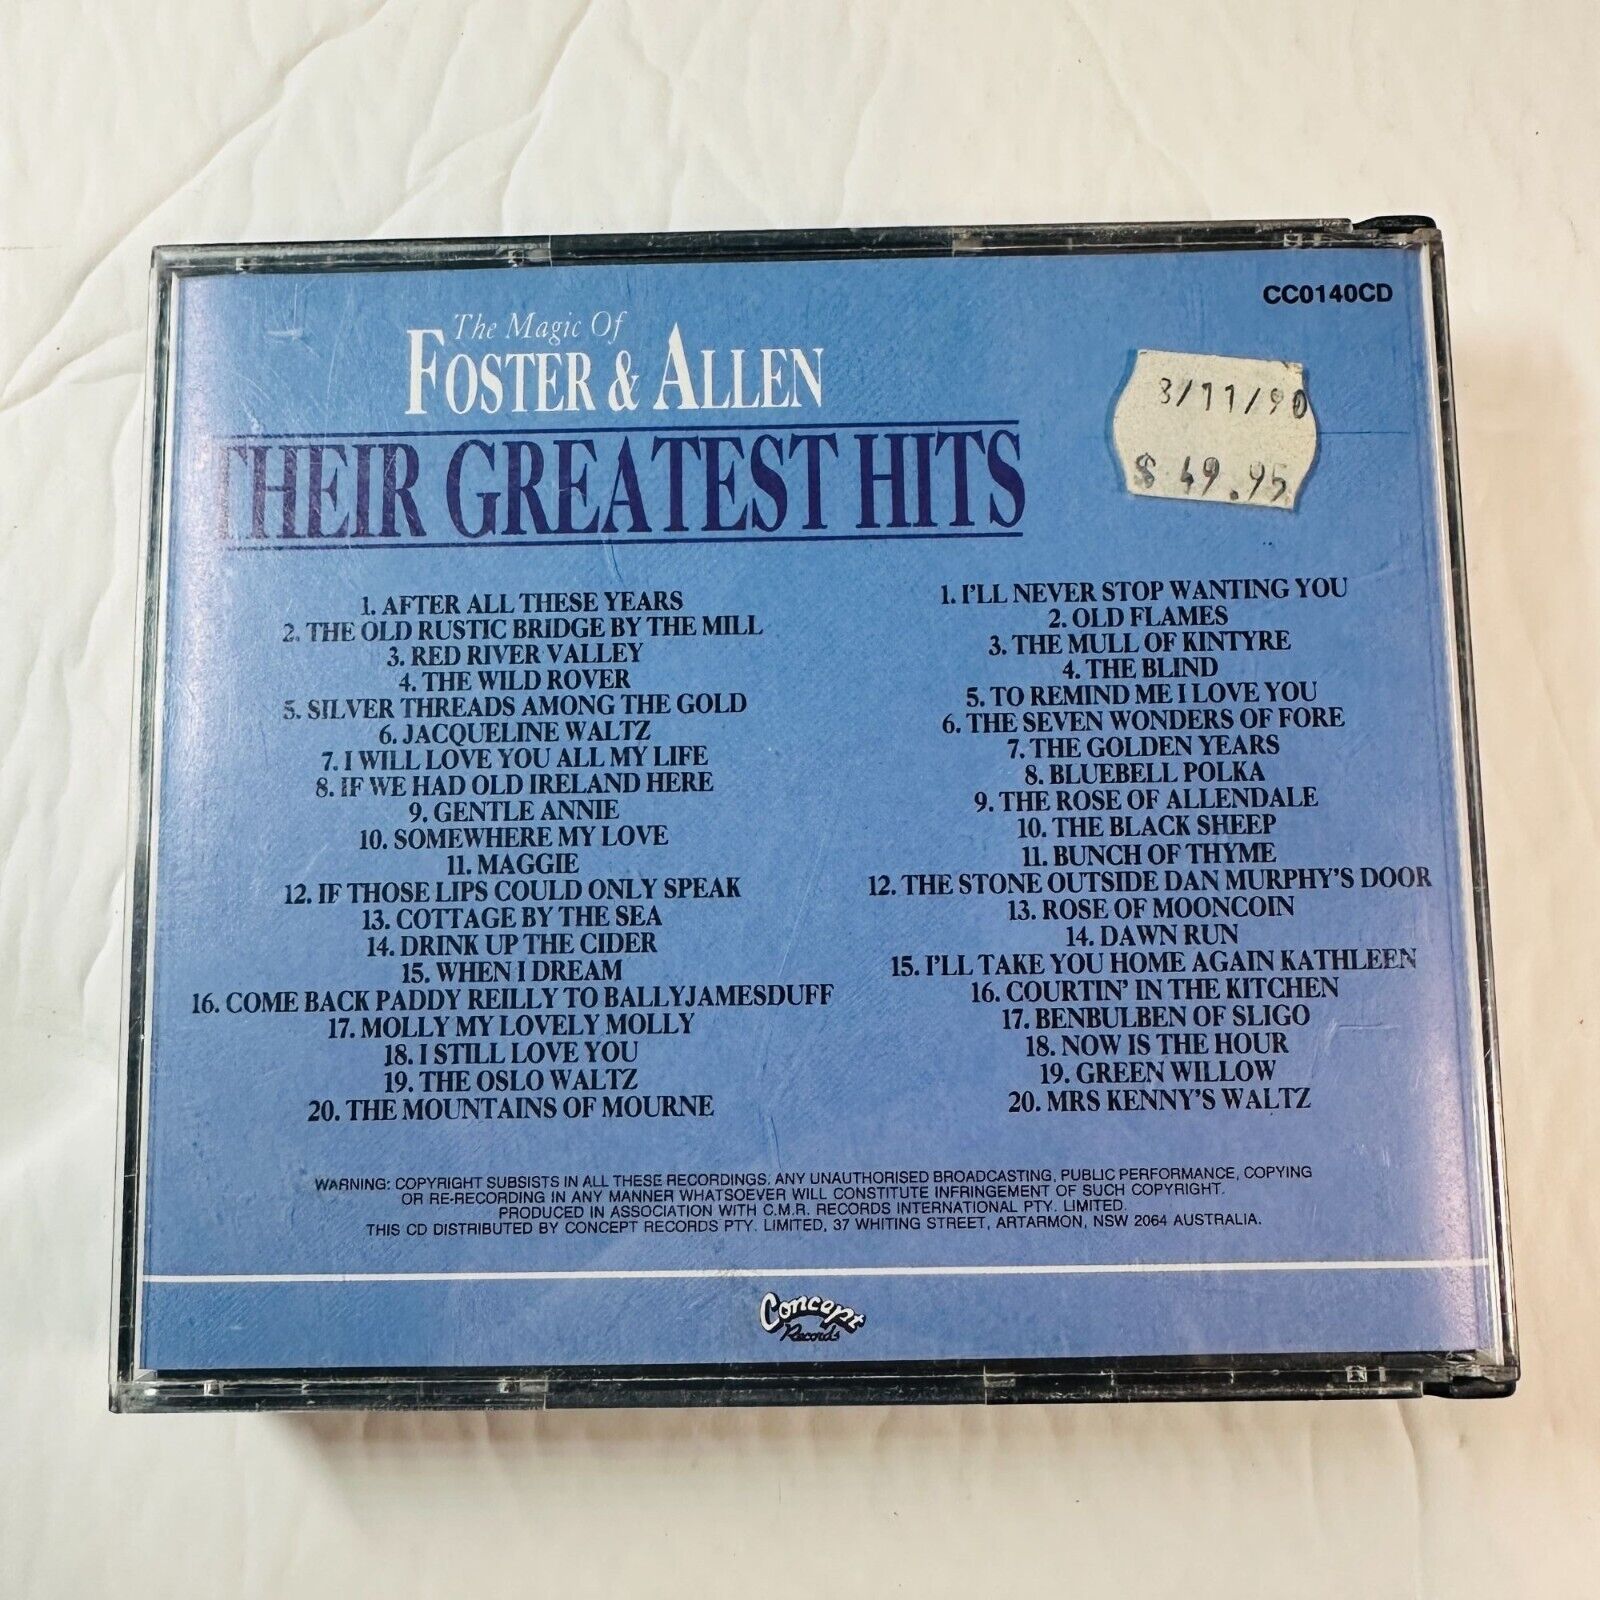 CC0140CD
The Magic Of
FOSTER & ALLEN
THEIR GREATEST HITS
3/11/90
$ 49.95
1. AFTER ALL THESE YEARS
2. THE OLD RUSTIC BRIDGE BY THE MILL
3. RED RIVER VALLEY
4. THE WILD ROVER
5. SILVER THREADS AMONG THE GOLD
6. JACQUELINE WALTZ
7. I WILL LOVE YOU ALL MY LIFE
8. IF WE HAD OLD IRELAND HERE
9. GENTLE ANNIE
10. SOMEWHERE MY LOVE
11. MAGGIE
12. IF THOSE LIPS COULD ONLY SPEAK
13. COTTAGE BY THE SEA
14. DRINK UP THE CIDER
15. WHEN I DREAM
16. COME BACK PADDY REILLY TO BALLYJAMESDUFF
17. MOLLY MY LOVELY MOLLY
18. I STILL LOVE YOU
19. THE OSLO WALTZ
20. THE MOUNTAINS OF MOURNE
1. I'LL NEVER STOP WANTING YOU
2. OLD FLAMES
3. THE MULL OF KINTYRE
4. THE BLIND
5. TO REMIND ME I LOVE YOU
6. THE SEVEN WONDERS OF FORE
7. THE GOLDEN YEARS
8. BLUEBELL POLKA
9. THE ROSE OF ALLENDALE
10. THE BLACK SHEEP
11. BUNCH OF THYME
12. THE STONE OUTSIDE DAN MURPHY'S DOOR
13. ROSE OF MOONCOIN
14. DAWN RUN
15. I'LL TAKE YOU HOME AGAIN KATHLEEN
16. COURTIN' IN THE KITCHEN
17. BENBULBEN OF SLIGO
18. NOW IS THE HOUR
19. GREEN WILLOW
20. MRS KENNY'S WALTZ
WARNING: COPYRIGHT SUBSISTS IN ALL THESE RECORDINGS. ANY UNAUTHORISED BROADCASTING, PUBLIC PERFORMANCE, COPYING
OR RE-RECORDING IN ANY MANNER WHATSOEVER WILL CONSTITUTE INFRINGEMENT OF SUCH COPYRIGHT.
PRODUCED IN ASSOCIATION WITH C.M.R. RECORDS INTERNATIONAL PTY. LIMITED.
THIS CD DISTRIBUTED BY CONCEPT RECORDS PTY. LIMITED, 37 WHITING STREET, ARTARMON, NSW 2064 AUSTRALIA.
Concept
Records